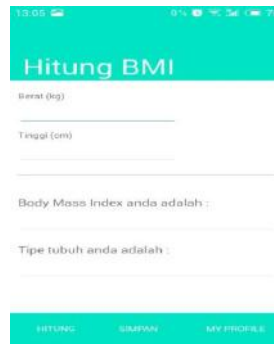 13.05
Hitung BMI
Berat (kg)
Tinggi (cm)
Body Mass Index anda adalah :
Tipe tubuh anda adalah :
HITUNG SIMPAN MY PROFILE